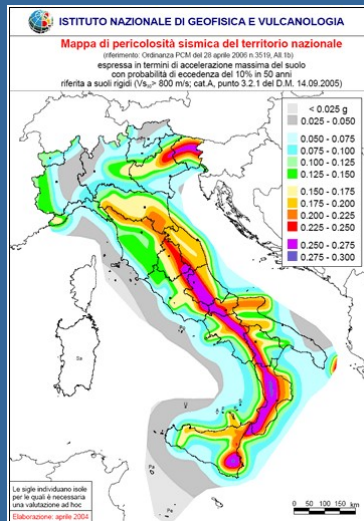 ISTITUTO NAZIONALE DI GEOFISICA E VULCANOLOGIA
Mappa di pericolosità sismica del territorio nazionale
(riferimento: Ordinanza PCM del 28 aprile 2006 n.3519, All.1b)
espressa in termini di accelerazione massima del suolo
con probabilità di eccedenza del 10% in 50 anni
riferita a suoli rigidi (Vs₃₀> 800 m/s; cat.A, punto 3.2.1 del D.M. 14.09.2005)
< 0.025 g
0.025 - 0.050
0.050 - 0.075
0.075 - 0.100
0.100 - 0.125
0.125 - 0.150
0.150 - 0.175
0.175 - 0.200
0.200 - 0.225
0.225 - 0.250
0.250 - 0.275
0.275 - 0.300
Le sigle individuano isole
per le quali è necessaria
una valutazione ad hoc
Elaborazione: aprile 2004
0 50 100 150 km